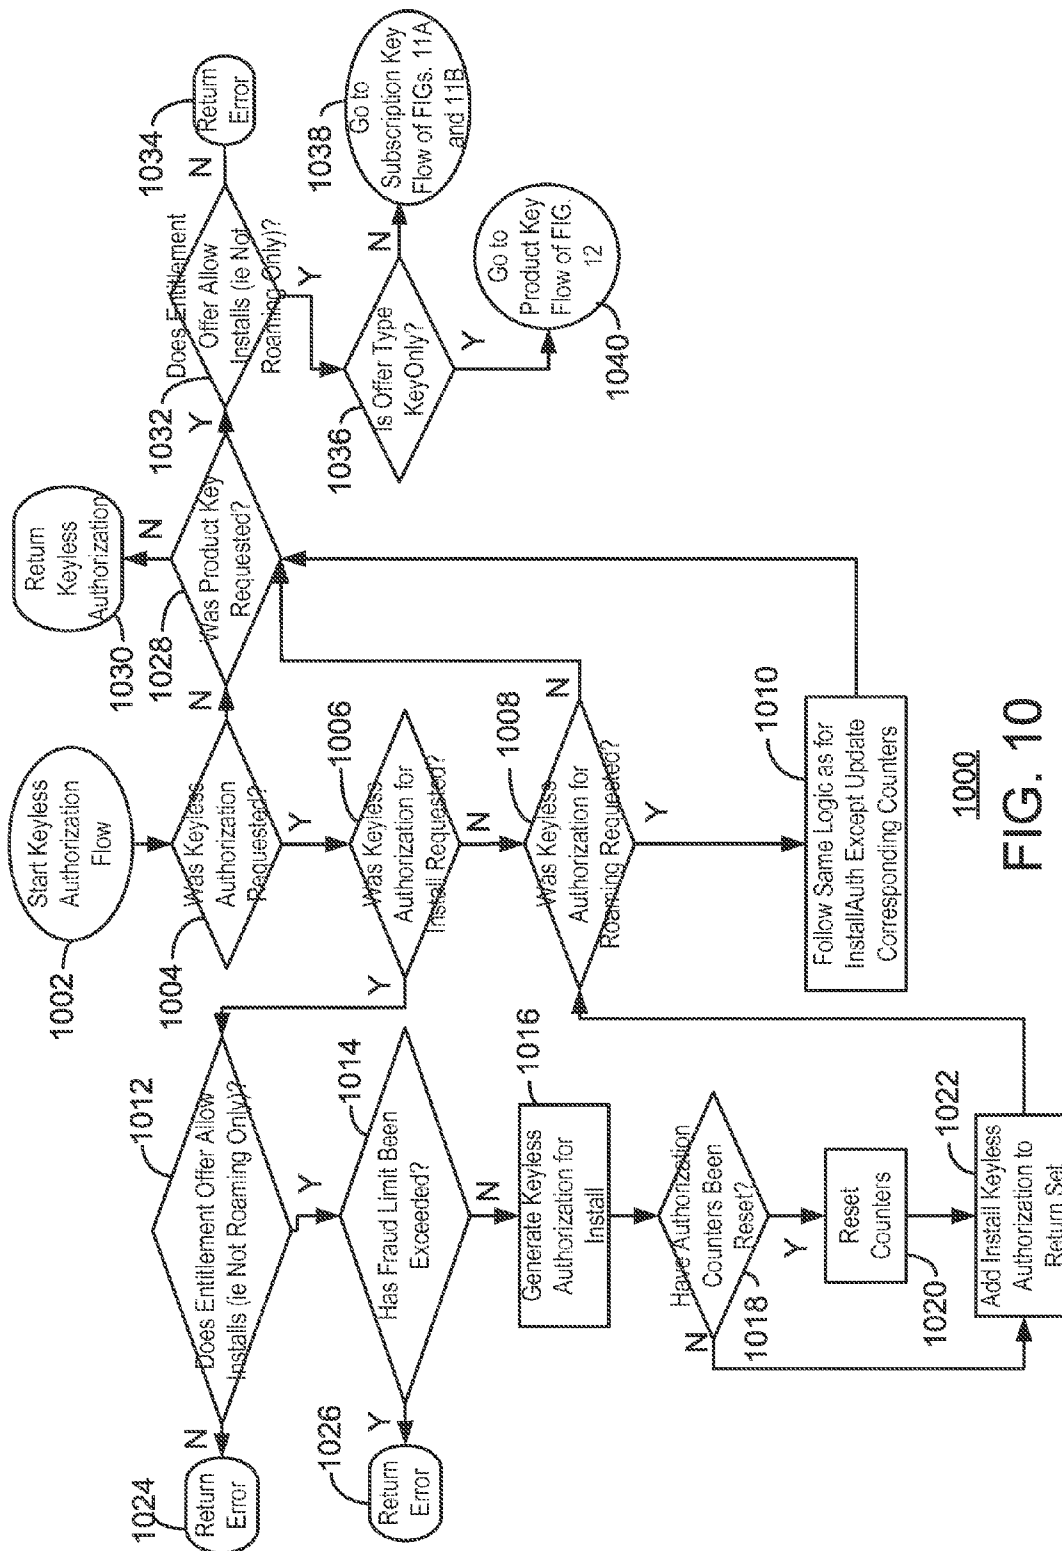 1002
Start Keyless
Authorization
Flow
1004
Was Keyless
Authorization
Requested?
N
Y
1028
Was Product Key
Requested?
N
Y
1030
Return
Keyless
Authorization
1032
Does Entitlement
Offer Allow
Installs (ie Not
Roaming Only)?
N
Y
1034
Return
Error
1036
Is Offer Type
KeyOnly?
N
Y
1038
Go to
Subscription Key
Flow of FIGs. 11A
and 11B
1040
Go to
Product Key
Flow of FIG.
12
1006
Was Keyless
Authorization for
Install Requested?
Y
N
1008
Was Keyless
Authorization for
Roaming Requested?
N
Y
1010
Follow Same Logic as for
InstallAuth Except Update
Corresponding Counters
1012
Does Entitlement Offer Allow
Installs (ie Not Roaming Only)?
N
Y
1024
Return
Error
1014
Has Fraud Limit Been
Exceeded?
Y
N
1026
Return
Error
1016
Generate Keyless
Authorization for
Install
1018
Have Authorization
Counters Been
Reset?
N
Y
1020
Reset
Counters
1022
Add Install Keyless
Authorization to
Return Set
1000
FIG. 10